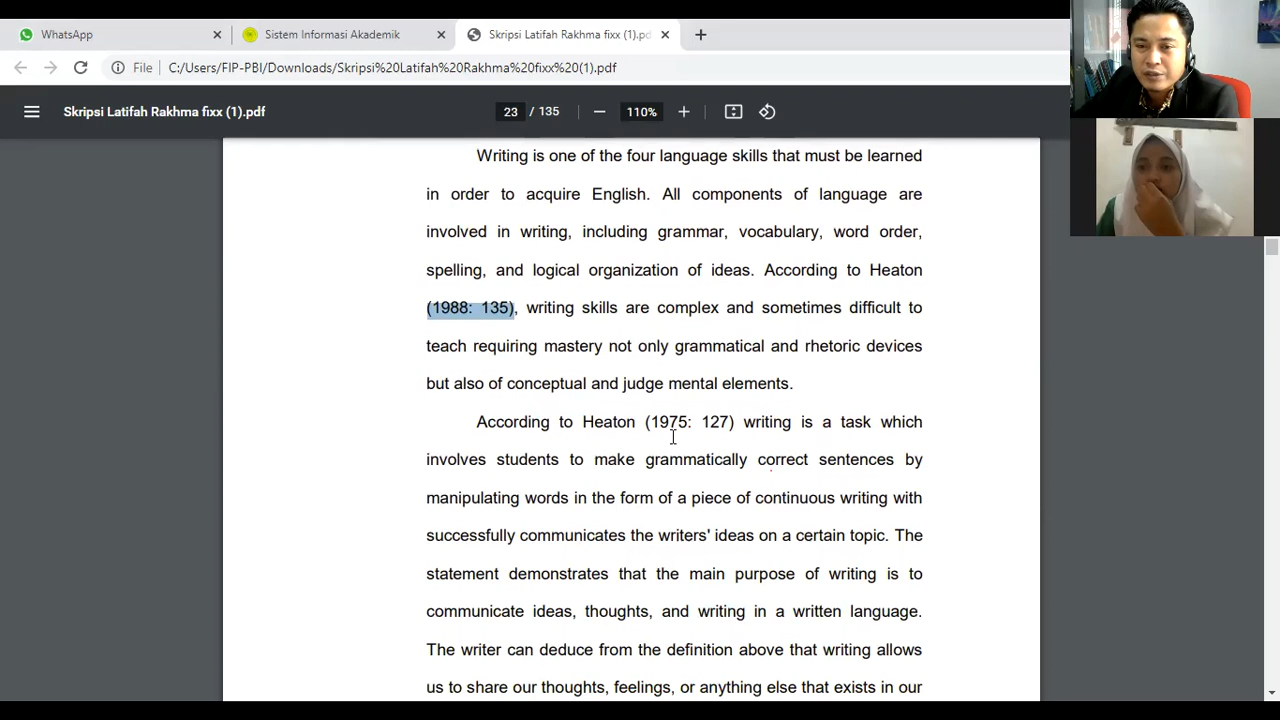 WhatsApp
Sistem Informasi Akademik
Skripsi Latifah Rakhma fixx (1).pd
File
C:/Users/FIP-PBI/Downloads/Skripsi%20Latifah%20Rakhma%20fixx%20(1).pdf
Skripsi Latifah Rakhma fixx (1).pdf
23 / 135
110%
Writing is one of the four language skills that must be learned
in order to acquire English. All components of language are
involved in writing, including grammar, vocabulary, word order,
spelling, and logical organization of ideas. According to Heaton
(1988: 135), writing skills are complex and sometimes difficult to
teach requiring mastery not only grammatical and rhetoric devices
but also of conceptual and judge mental elements.
According to Heaton (1975: 127) writing is a task which
involves students to make grammatically correct sentences by
manipulating words in the form of a piece of continuous writing with
successfully communicates the writers' ideas on a certain topic. The
statement demonstrates that the main purpose of writing is to
communicate ideas, thoughts, and writing in a written language.
The writer can deduce from the definition above that writing allows
us to share our thoughts, feelings, or anything else that exists in our